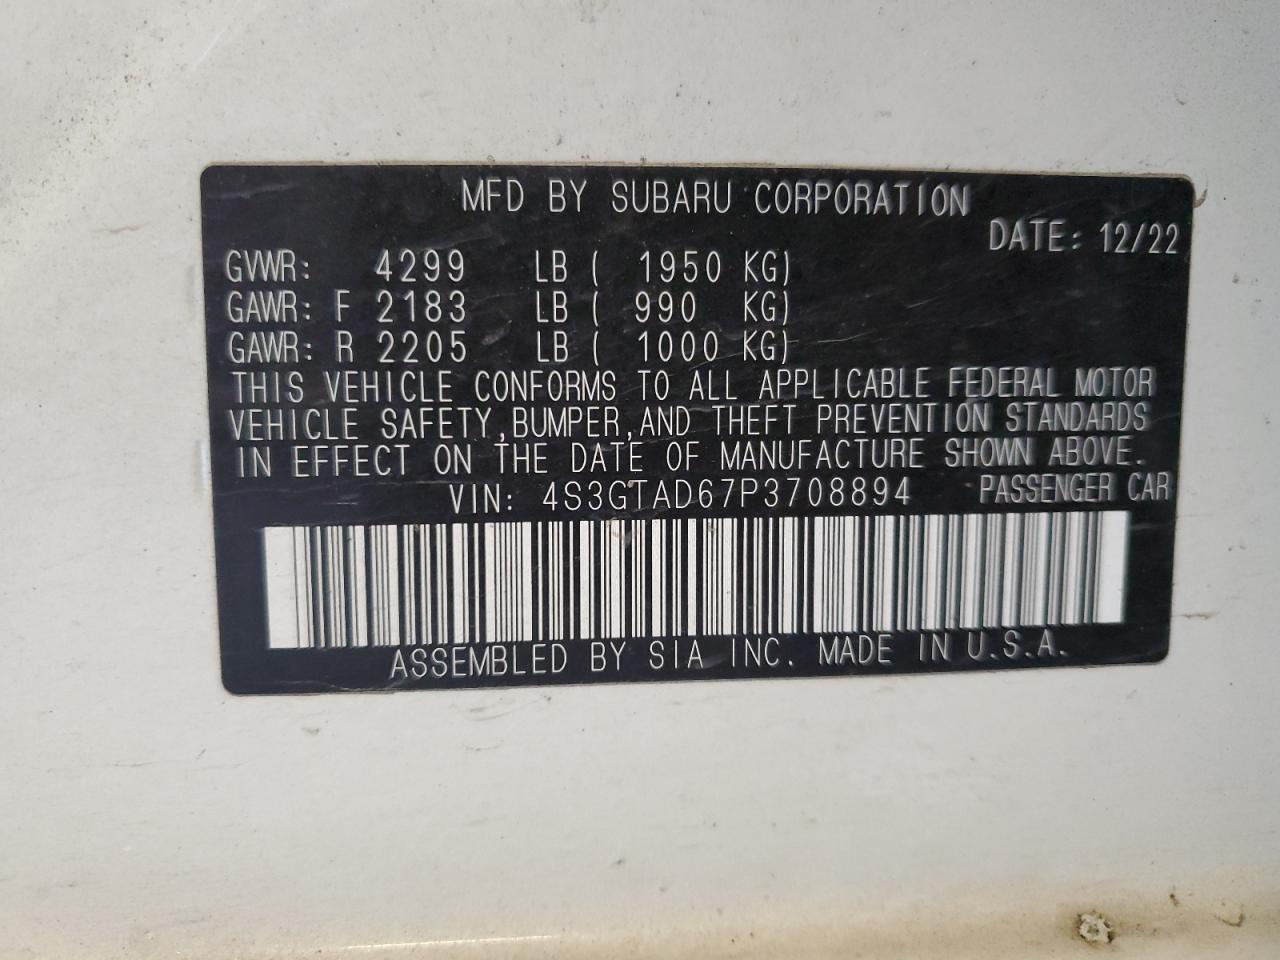 MFD BY SUBARU CORPORATION
DATE: 12/22
GVWR: 4299 LB ( 1950 KG)
GAWR: F 2183 LB ( 990 KG)
GAWR: R 2205 LB ( 1000 KG)
THIS VEHICLE CONFORMS TO ALL APPLICABLE FEDERAL MOTOR
VEHICLE SAFETY, BUMPER, AND THEFT PREVENTION STANDARDS
IN EFFECT ON THE DATE OF MANUFACTURE SHOWN ABOVE.
VIN: 4S3GTAD67P3708894 PASSENGER CAR
ASSEMBLED BY SIA INC. MADE IN U.S.A.